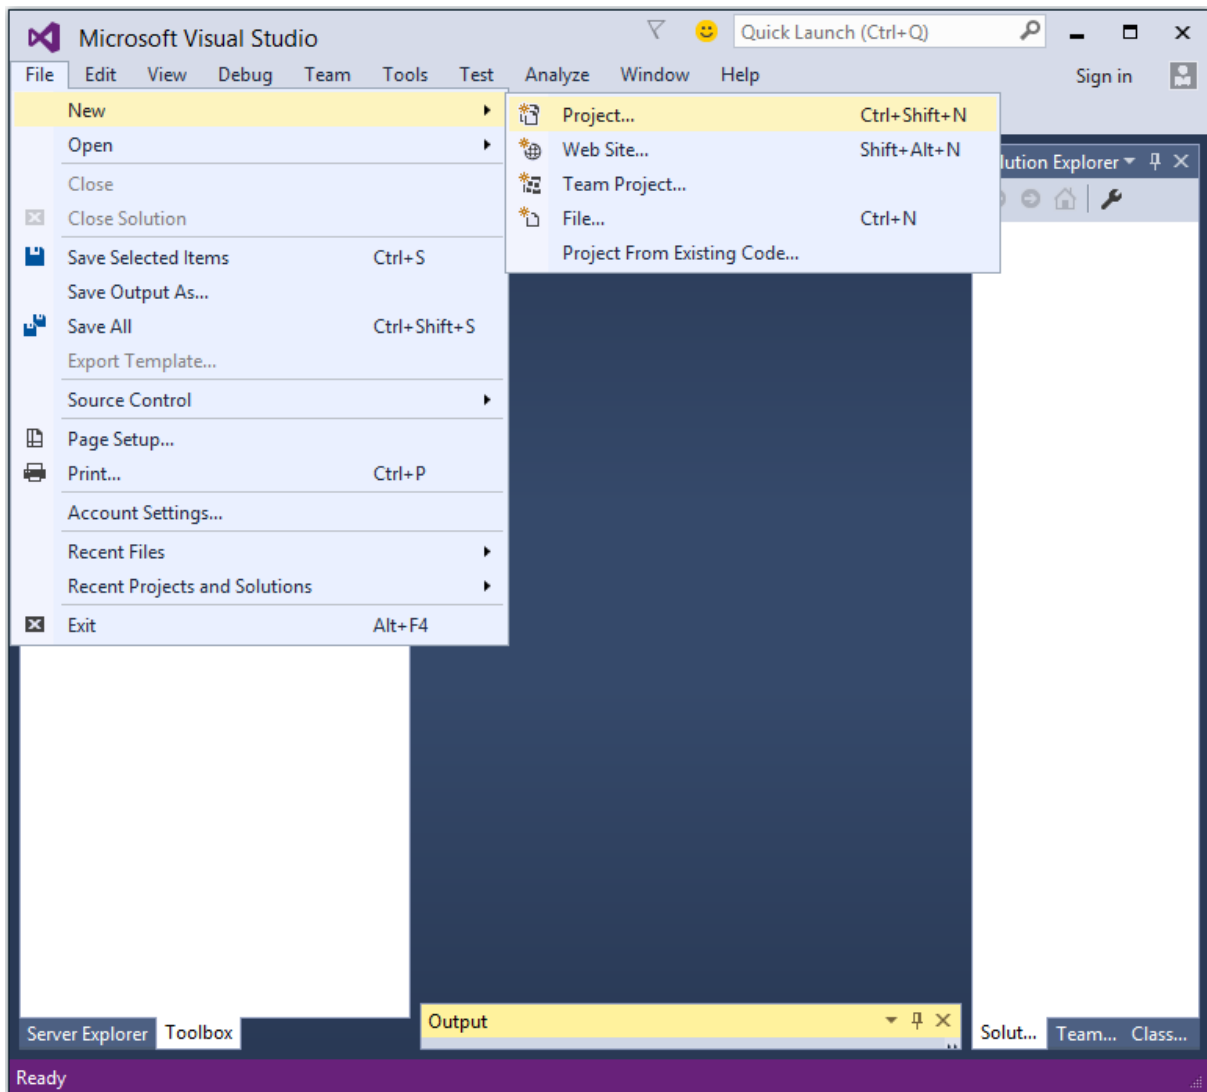 Microsoft Visual Studio
Quick Launch (Ctrl+Q)
File Edit View Debug Team Tools Test Analyze Window Help Sign in
New
Open
Close
Close Solution
Save Selected Items Ctrl+S
Save Output As...
Save All Ctrl+Shift+S
Export Template...
Source Control
Page Setup...
Print... Ctrl+P
Account Settings...
Recent Files
Recent Projects and Solutions
Exit Alt+F4
Project... Ctrl+Shift+N
Web Site... Shift+Alt+N
Team Project...
File... Ctrl+N
Project From Existing Code...
lution Explorer
Server Explorer Toolbox
Output
Solut... Team... Class...
Ready